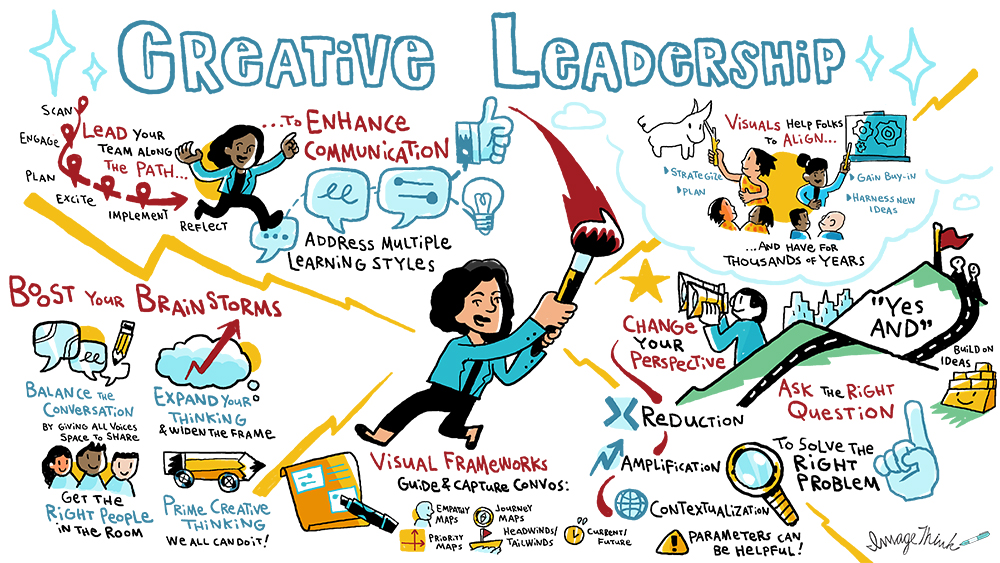 CREATIVE LEADERSHIP
SCAN
ENGAGE
PLAN
EXCITE
IMPLEMENT
REFLECT
LEAD YOUR
TEAM ALONG
THE PATH...
...TO ENHANCE
COMMUNICATION
ADDRESS MULTIPLE
LEARNING STYLES
VISUALS HELP FOLKS
TO ALIGN...
STRATEGIZE
PLAN
GAIN BUY-IN
HARNESS NEW
IDEAS
...AND HAVE FOR
THOUSANDS OF YEARS
BOOST YOUR BRAINSTORMS
BALANCE THE
CONVERSATION
BY GIVING ALL VOICES
SPACE TO SHARE
EXPAND YOUR
THINKING
& WIDEN THE FRAME
GET THE
RIGHT PEOPLE
IN THE ROOM
PRIME CREATIVE
THINKING
WE ALL CAN DO IT!
VISUAL FRAMEWORKS
GUIDE & CAPTURE CONVOS:
EMPATHY
MAPS
JOURNEY
MAPS
PRIORITY
MAPS
HEADWINDS/
TAILWINDS
CURRENT/
FUTURE
CHANGE
YOUR
PERSPECTIVE
REDUCTION
AMPLIFICATION
CONTEXTUALIZATION
PARAMETERS CAN
BE HELPFUL!
"YES
AND"
BUILD ON
IDEAS
ASK THE RIGHT
QUESTION
TO SOLVE THE
RIGHT
PROBLEM
ImageThink